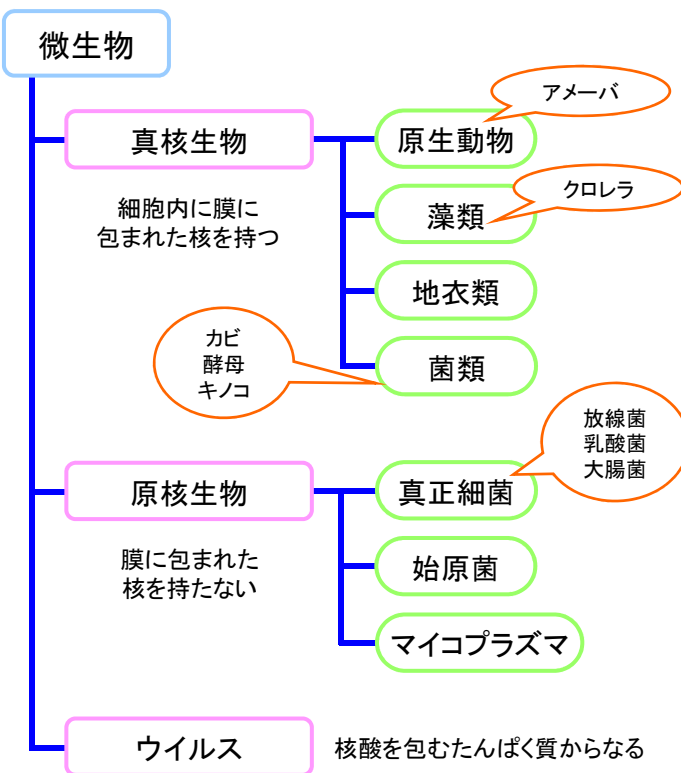 微生物
アメーバ
真核生物
原生動物
細胞内に膜に
包まれた核を持つ
クロレラ
藻類
地衣類
カビ
酵母
キノコ
菌類
放線菌
乳酸菌
大腸菌
原核生物
真正細菌
膜に包まれた
核を持たない
始原菌
マイコプラズマ
ウイルス
核酸を包むたんぱく質からなる